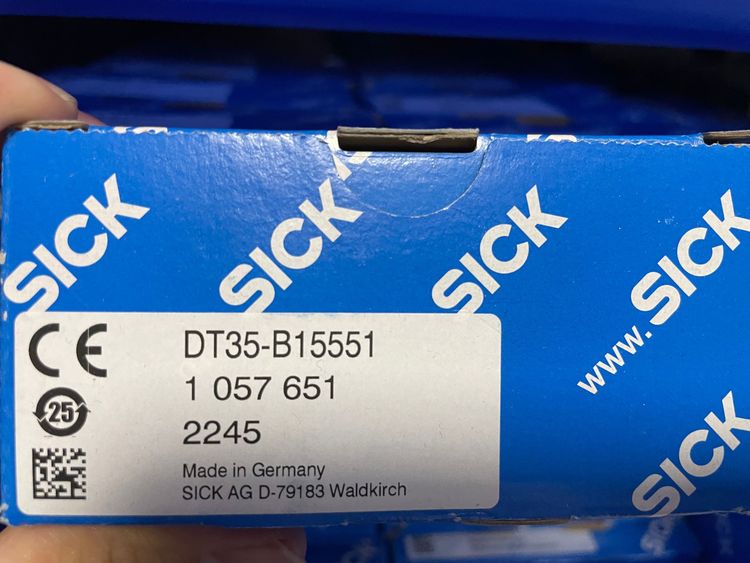 SICK
SICK
SICK
www.SICK
SICK
CE
DT35-B15551
25
1 057 651
2245
Made in Germany
SICK AG D-79183 Waldkirch